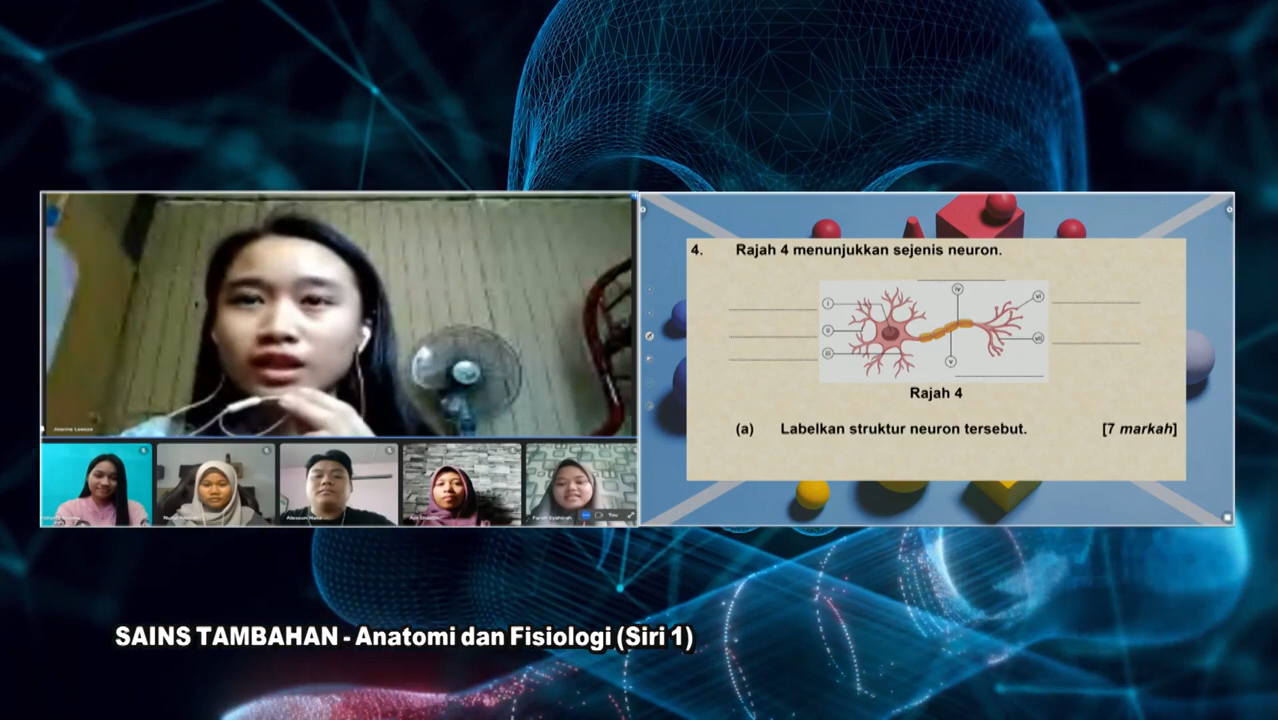 4. Rajah 4 menunjukkan sejenis neuron.
i
ii
iii
iv
v
vi
vii
Rajah 4
(a) Labelkan struktur neuron tersebut. [7 markah]
You
SAINS TAMBAHAN - Anatomi dan Fisiologi (Siri 1)